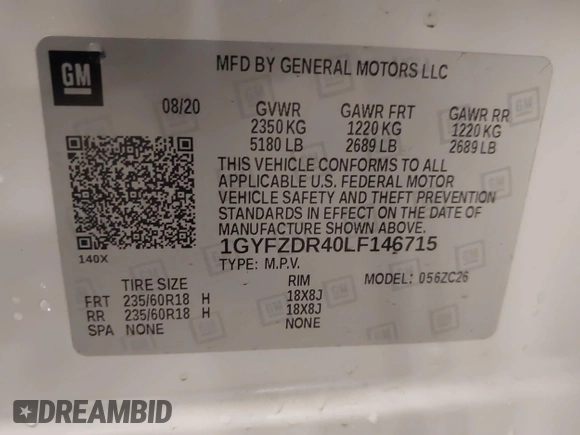 GM
MFD BY GENERAL MOTORS LLC
08/20 GVWR GAWR FRT GAWR RR
2350 KG 1220 KG 1220 KG
5180 LB 2689 LB 2689 LB
THIS VEHICLE CONFORMS TO ALL
APPLICABLE U.S. FEDERAL MOTOR
VEHICLE SAFETY AND THEFT PREVENTION
STANDARDS IN EFFECT ON THE DATE OF
MANUFACTURE SHOWN ABOVE.
140X
1GYFZDR40LF146715
TYPE: M.P.V. MODEL: 056ZC26
TIRE SIZE RIM
FRT 235/60R18 H 18X8J
RR 235/60R18 H 18X8J
SPA NONE NONE
DREAMBID